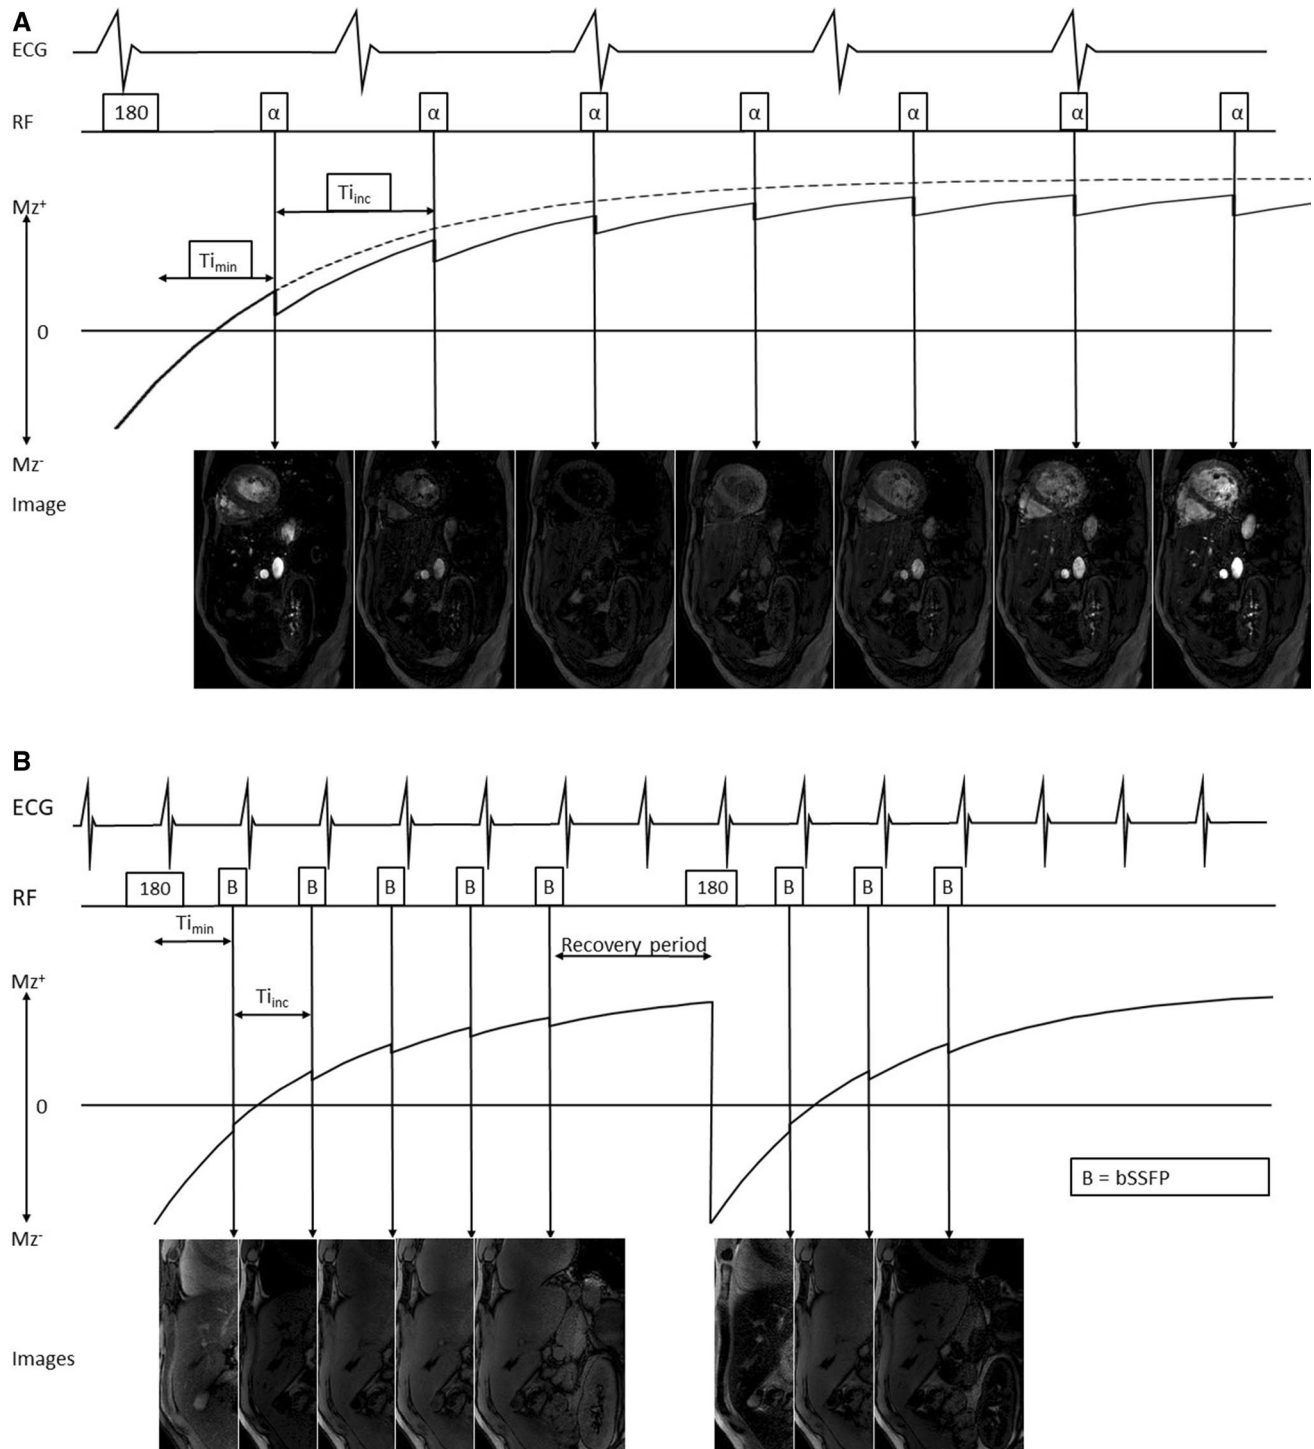 A
ECG
180 α α α α α α α
RF
Ti_inc
Mz⁺
Ti_min
0
Mz⁻
Image
B
ECG
180 B B B B B 180 B B B
RF
Ti_min
Recovery period
Mz⁺
Ti_inc
0
B = bSSFP
Mz⁻
Images